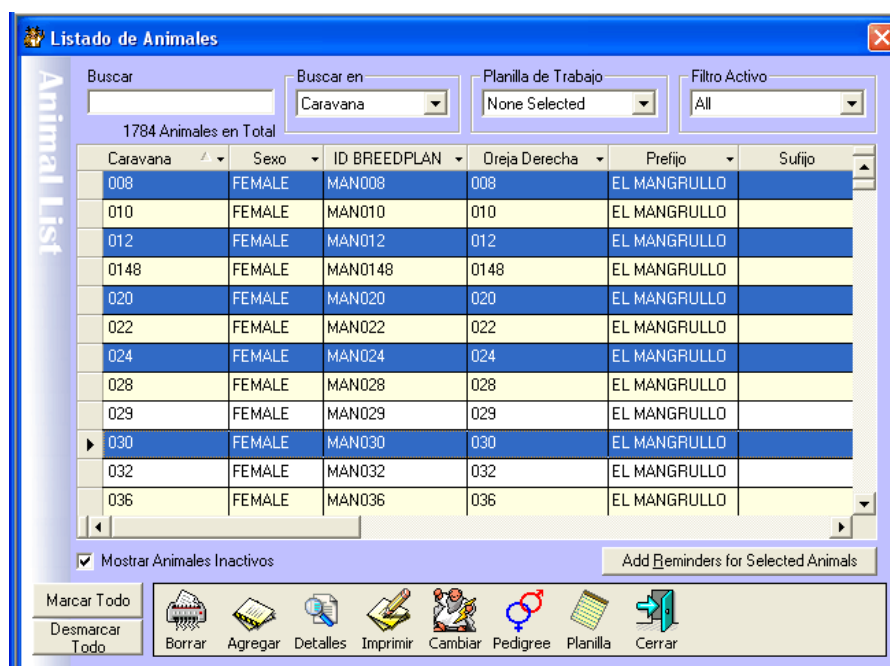 Listado de Animales
Animal List
Buscar
Buscar en
Planilla de Trabajo
Filtro Activo
Caravana
None Selected
All
1784 Animales en Total
Caravana Sexo ID BREEDPLAN Oreja Derecha Prefijo Sufijo
008 FEMALE MAN008 008 EL MANGRULLO
010 FEMALE MAN010 010 EL MANGRULLO
012 FEMALE MAN012 012 EL MANGRULLO
0148 FEMALE MAN0148 0148 EL MANGRULLO
020 FEMALE MAN020 020 EL MANGRULLO
022 FEMALE MAN022 022 EL MANGRULLO
024 FEMALE MAN024 024 EL MANGRULLO
028 FEMALE MAN028 028 EL MANGRULLO
029 FEMALE MAN029 029 EL MANGRULLO
030 FEMALE MAN030 030 EL MANGRULLO
032 FEMALE MAN032 032 EL MANGRULLO
036 FEMALE MAN036 036 EL MANGRULLO
Mostrar Animales Inactivos
Add Reminders for Selected Animals
Marcar Todo
Desmarcar
Todo
Borrar Agregar Detalles Imprimir Cambiar Pedigree Planilla Cerrar